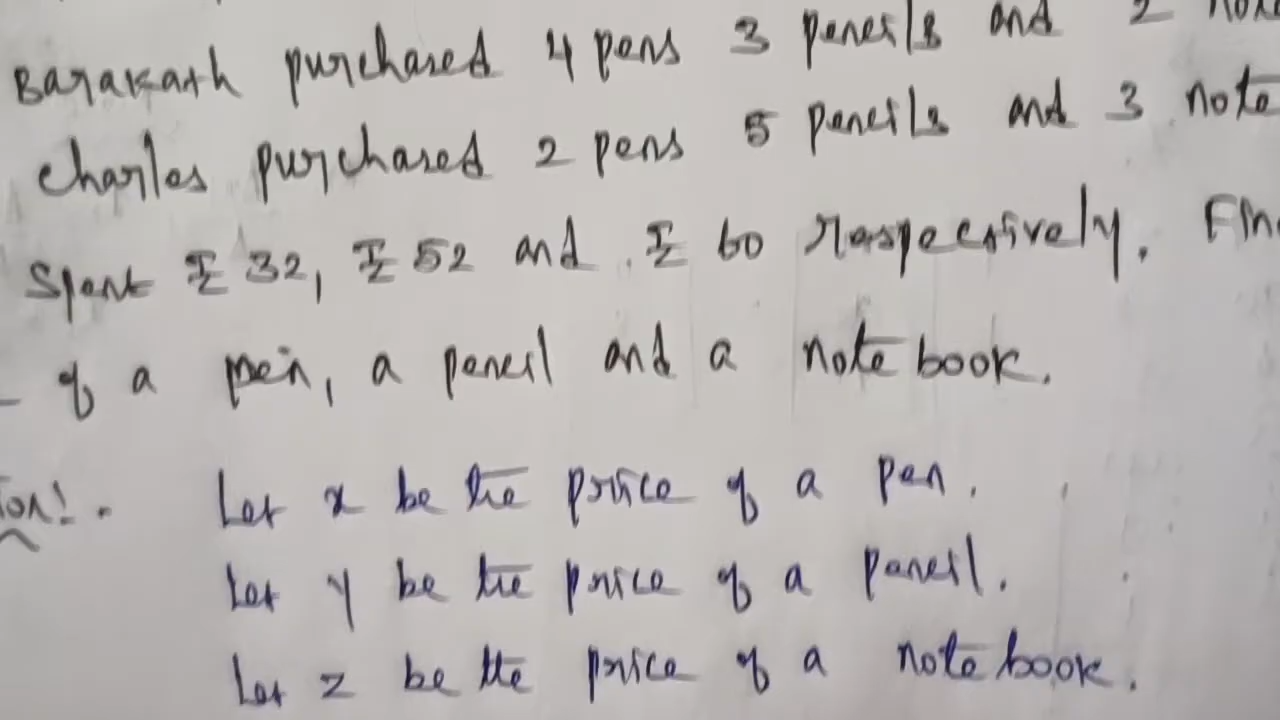 Barakath purchased 4 pens 3 pencils and 2
Charles purchased 2 pens 5 pencils and 3 note
Spent ₹ 32, ₹ 52 and ₹ 60 respectively. Fin
of a pen, a pencil and a note book.
ion:- Let x be the price of a pen.
Let y be the price of a pencil.
Let z be the price of a note book.